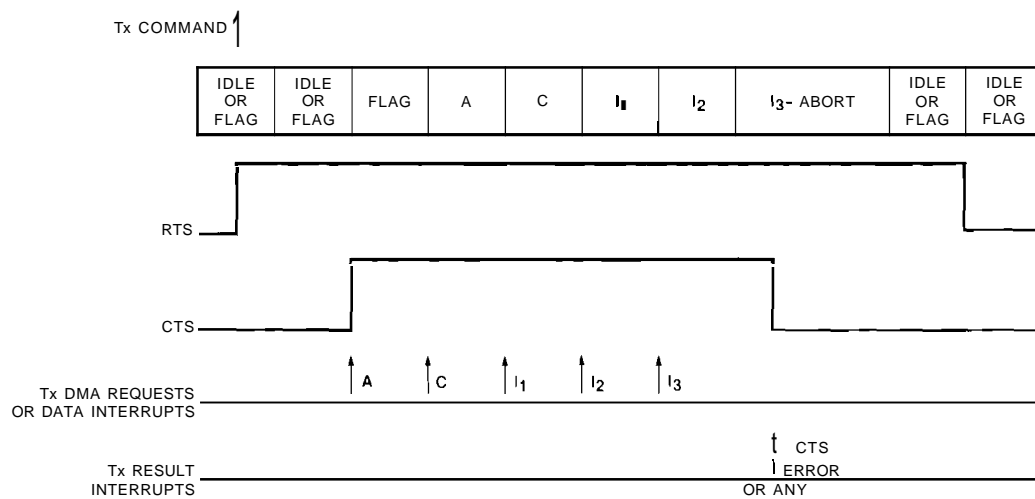 Tx COMMAND
IDLE OR FLAG
IDLE OR FLAG
FLAG
A
C
I1
I2
I3- ABORT
IDLE OR FLAG
IDLE OR FLAG
RTS
CTS
A
C
I1
I2
I3
Tx DMA REQUESTS
OR DATA INTERRUPTS
CTS
ERROR
Tx RESULT
INTERRUPTS
OR ANY